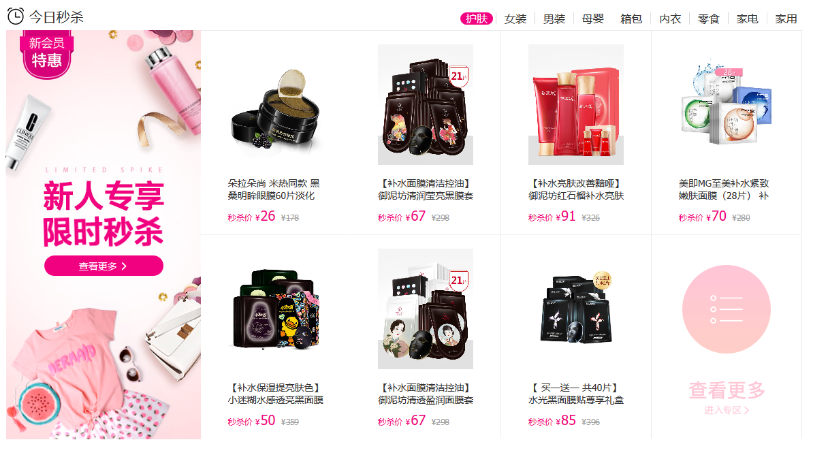 今日秒杀
护肤
女装
男装
母婴
箱包
内衣
零食
家电
家用
新会员
特惠
CLINIQUE
LIMITED SPIKE
新人专享
限时秒杀
查看更多 >
MERMAID
朵拉朵尚 米热同款 黑
桑明眸眼膜60片淡化
秒杀价 ¥26 ¥178
21片
【补水面膜清洁控油】
御泥坊清润莹亮黑膜套
秒杀价 ¥67 ¥298
【补水亮肤改善黯哑】
御泥坊红石榴补水亮肤
秒杀价 ¥91 ¥326
美即MG至美补水紧致
嫩肤面膜（28片） 补
秒杀价 ¥70 ¥280
【补水保湿提亮肤色】
小迷糊水感透亮黑面膜
秒杀价 ¥50 ¥359
21片
【补水面膜清洁控油】
御泥坊清透盈润面膜套
秒杀价 ¥67 ¥298
【 买一送一 共40片】
水光黑面膜贴尊享礼盒
秒杀价 ¥85 ¥396
查看更多
进入专区 >